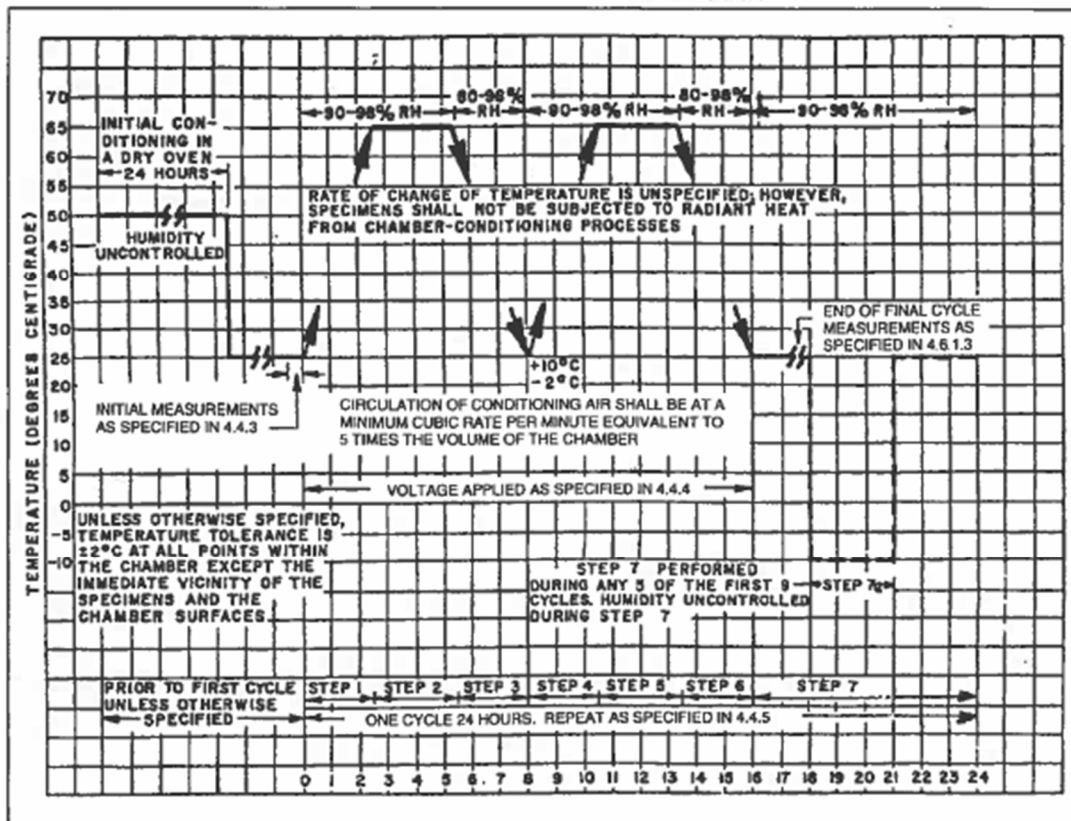 80-98%
80-98%
90-98% RH
RH
90-98% RH
RH
90-98% RH
70
65
60
55
50
45
40
35
30
25
20
15
10
5
0
-5
-10
TEMPERATURE (DEGREES CENTIGRADE)
INITIAL CON-
DITIONING IN
A DRY OVEN
24 HOURS
HUMIDITY
UNCONTROLLED
RATE OF CHANGE OF TEMPERATURE IS UNSPECIFIED; HOWEVER,
SPECIMENS SHALL NOT BE SUBJECTED TO RADIANT HEAT
FROM CHAMBER-CONDITIONING PROCESSES
END OF FINAL CYCLE
MEASUREMENTS AS
SPECIFIED IN 4.6.1.3
+10°C
-2°C
INITIAL MEASUREMENTS
AS SPECIFIED IN 4.4.3
CIRCULATION OF CONDITIONING AIR SHALL BE AT A
MINIMUM CUBIC RATE PER MINUTE EQUIVALENT TO
5 TIMES THE VOLUME OF THE CHAMBER
VOLTAGE APPLIED AS SPECIFIED IN 4.4.4
UNLESS OTHERWISE SPECIFIED,
TEMPERATURE TOLERANCE IS
±2°C AT ALL POINTS WITHIN
THE CHAMBER EXCEPT THE
IMMEDIATE VICINITY OF THE
SPECIMENS AND THE
CHAMBER SURFACES.
STEP 7 PERFORMED
DURING ANY 5 OF THE FIRST 9
CYCLES. HUMIDITY UNCONTROLLED
DURING STEP 7
STEP 7a
PRIOR TO FIRST CYCLE
UNLESS OTHERWISE
SPECIFIED
STEP 1 STEP 2 STEP 3 STEP 4 STEP 5 STEP 6 STEP 7
ONE CYCLE 24 HOURS. REPEAT AS SPECIFIED IN 4.4.5
0 1 2 3 4 5 6 7 8 9 10 11 12 13 14 15 16 17 18 19 20 21 22 23 24